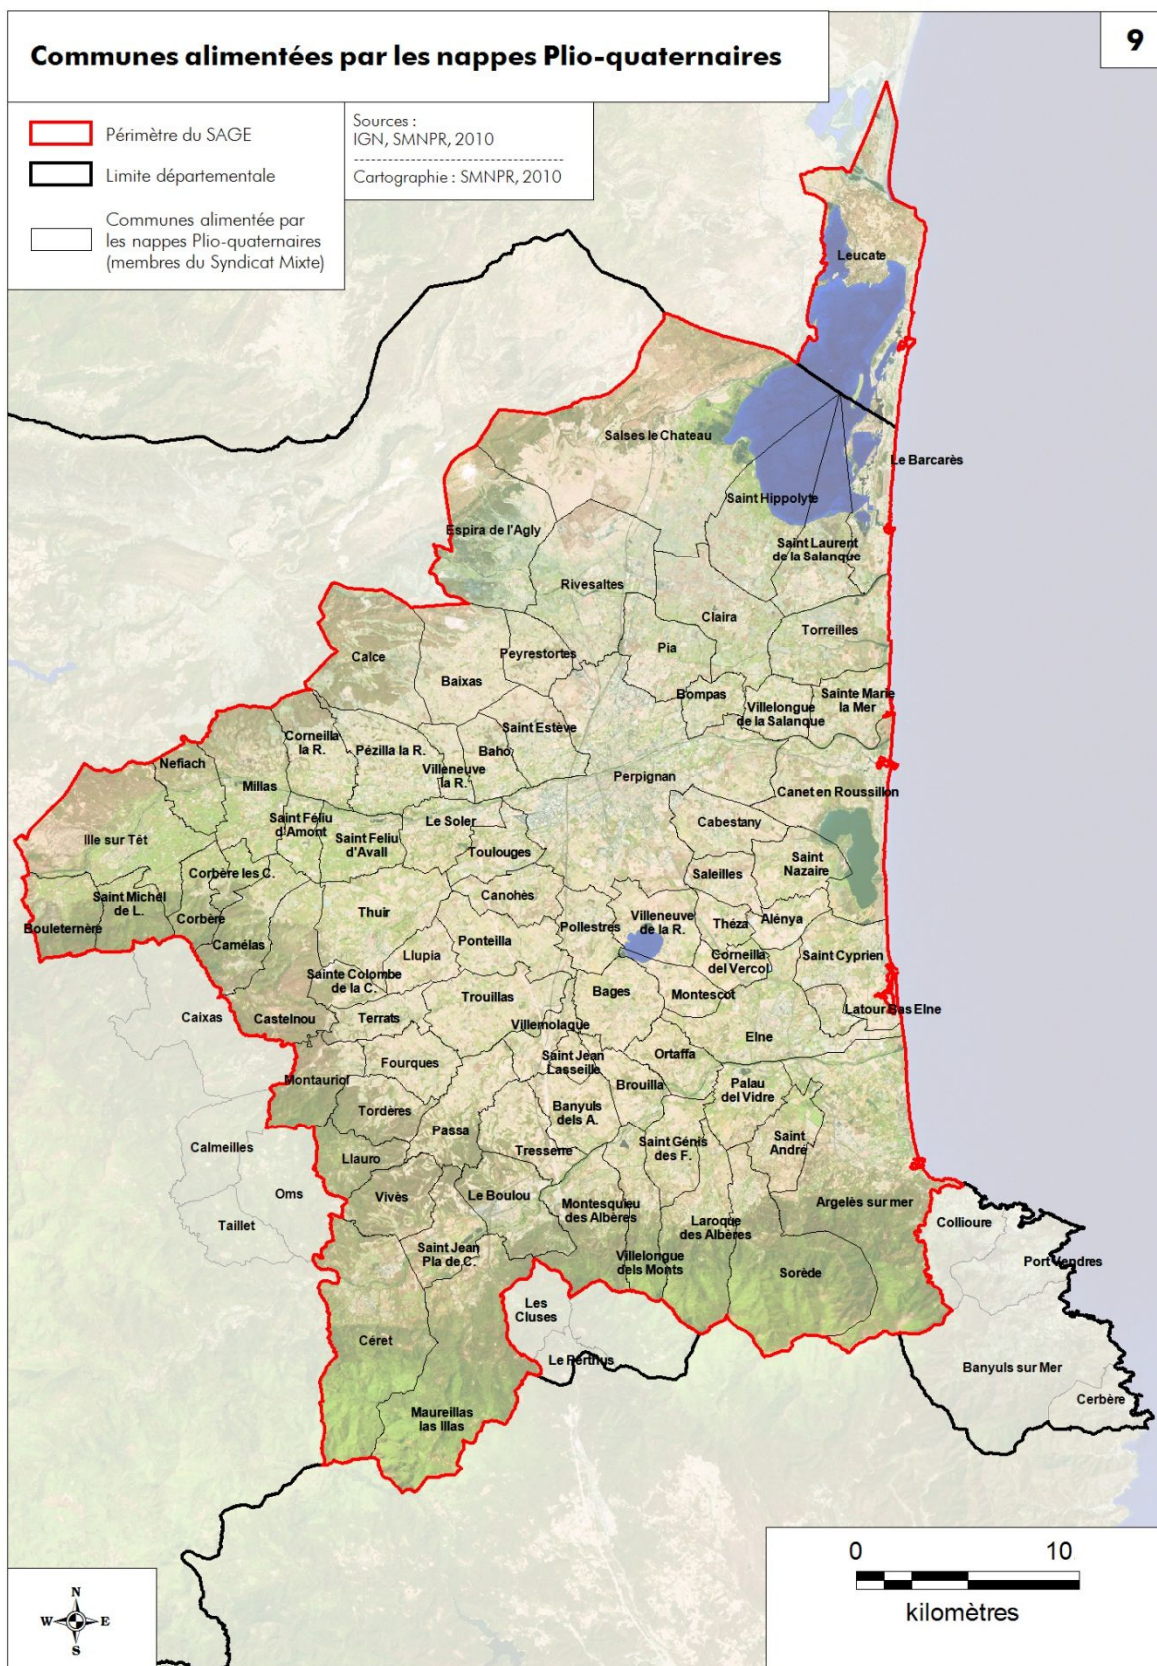 Communes alimentées par les nappes Plio-quaternaires
9
Périmètre du SAGE
Limite départementale
Communes alimentée par
les nappes Plio-quaternaires
(membres du Syndicat Mixte)
Sources :
IGN, SMNPR, 2010
Cartographie : SMNPR, 2010
Leucate
Salses le Chateau
Le Barcarès
Saint Hippolyte
Espira de l'Agly
Saint Laurent
de la Salanque
Rivesaltes
Claira
Torreilles
Pia
Peyrestortes
Calce
Baixas
Bompas
Villelongue
de la Salanque
Sainte Marie
la Mer
Saint Estève
Corneilla
la R.
Pézilla la R.
Baho
Villeneuve
la R.
Nefiach
Millas
Perpignan
Canet en Roussillon
Saint Féliu
d'Amont
Le Soler
Cabestany
Ille sur Têt
Saint Feliu
d'Avall
Toulouges
Saint
Nazaire
Corbère les C.
Saleilles
Saint Michel
de L.
Canohès
Thuir
Bouleternère
Corbère
Pollestres
Villeneuve
de la R.
Théza
Alénya
Camélas
Ponteilla
Llupia
Corneilla
del Vercol
Saint Cyprien
Sainte Colombe
de la C.
Trouillas
Bages
Montescot
Latour Bas Elne
Caixas
Castelnou
Terrats
Villemolaque
Elne
Fourques
Saint Jean
Lasseille
Ortaffa
Montauriol
Brouilla
Palau
del Vidre
Tordères
Banyuls
dels A.
Passa
Saint Génis
des F.
Saint
André
Calmeilles
Llauro
Tresserre
Oms
Vivès
Le Boulou
Montesquieu
des Albères
Argelès sur mer
Taillet
Laroque
des Albères
Collioure
Saint Jean
Pla de C.
Villelongue
dels Monts
Port Vendres
Sorède
Les
Cluses
Céret
Le Perthus
Banyuls sur Mer
Cerbère
Maureillas
las Illas
N
W
E
S
0
10
kilomètres